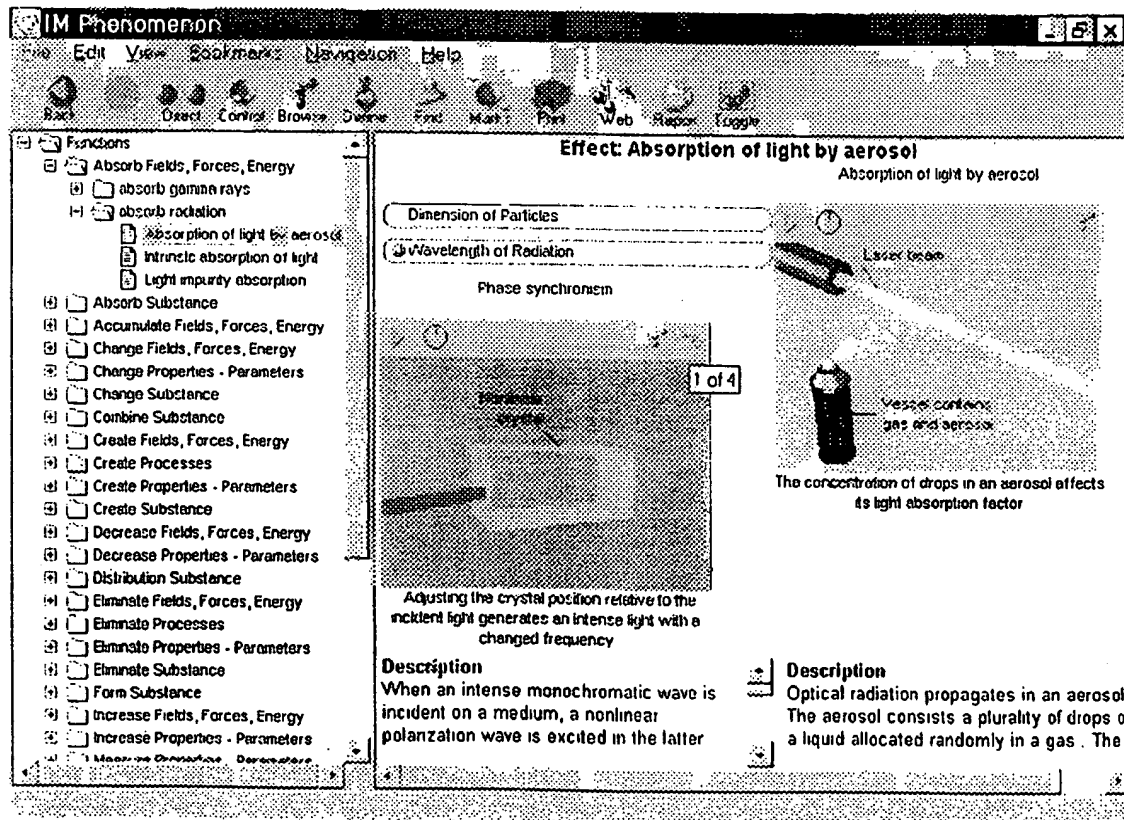 IM Phenomenon
File Edit View Bookmarks Navigation Help
Back Direct Control Browse Define Find Mark Print Web Report Toggle
Functions
Absorb Fields, Forces, Energy
absorb gamma rays
absorb radiation
Absorption of light by aerosol
Intrinsic absorption of light
Light impurity absorption
Absorb Substance
Accumulate Fields, Forces, Energy
Change Fields, Forces, Energy
Change Properties - Parameters
Change Substance
Combine Substance
Create Fields, Forces, Energy
Create Processes
Create Properties - Parameters
Create Substance
Decrease Fields, Forces, Energy
Decrease Properties - Parameters
Distribution Substance
Eliminate Fields, Forces, Energy
Eliminate Processes
Eliminate Properties - Parameters
Eliminate Substance
Form Substance
Increase Fields, Forces, Energy
Increase Properties - Parameters
Measure Properties - Parameters
Effect: Absorption of light by aerosol
Absorption of light by aerosol
Dimension of Particles
Wavelength of Radiation
Phase synchronism
crystal
1 of 4
Adjusting the crystal position relative to the
incident light generates an intense light with a
changed frequency
Description
When an intense monochromatic wave is
incident on a medium, a nonlinear
polarization wave is excited in the latter
Laser beam
Vessel contains
gas and aerosol
The concentration of drops in an aerosol affects
its light absorption factor
Description
Optical radiation propagates in an aerosol
The aerosol consists a plurality of drops o
a liquid allocated randomly in a gas . The